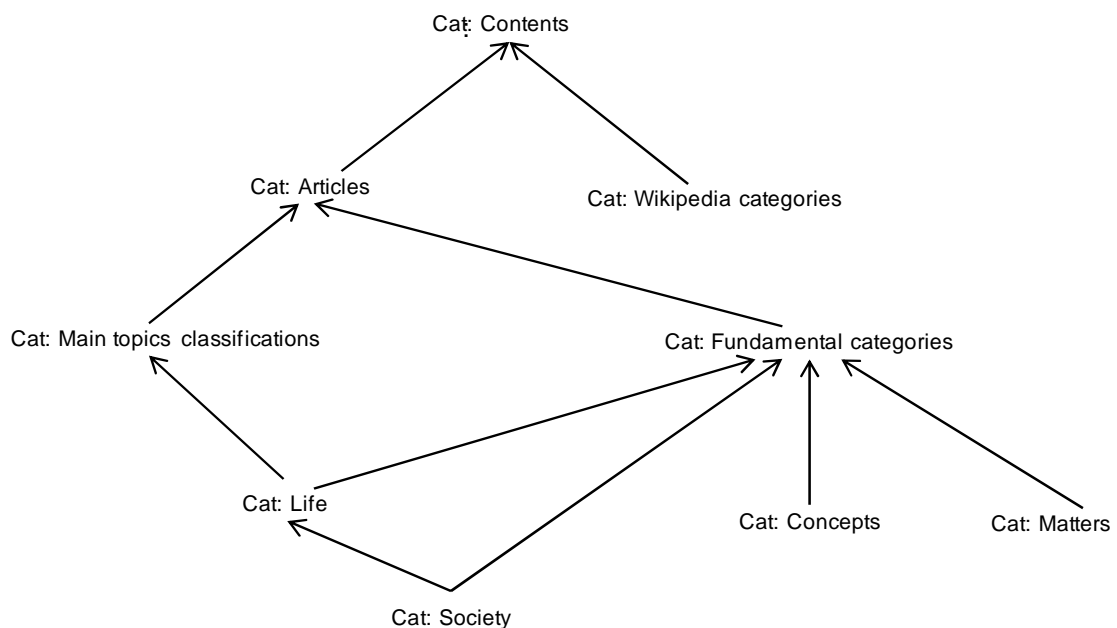 Cat: Contents
Cat: Articles
Cat: Wikipedia categories
Cat: Main topics classifications
Cat: Fundamental categories
Cat: Life
Cat: Concepts
Cat: Matters
Cat: Society